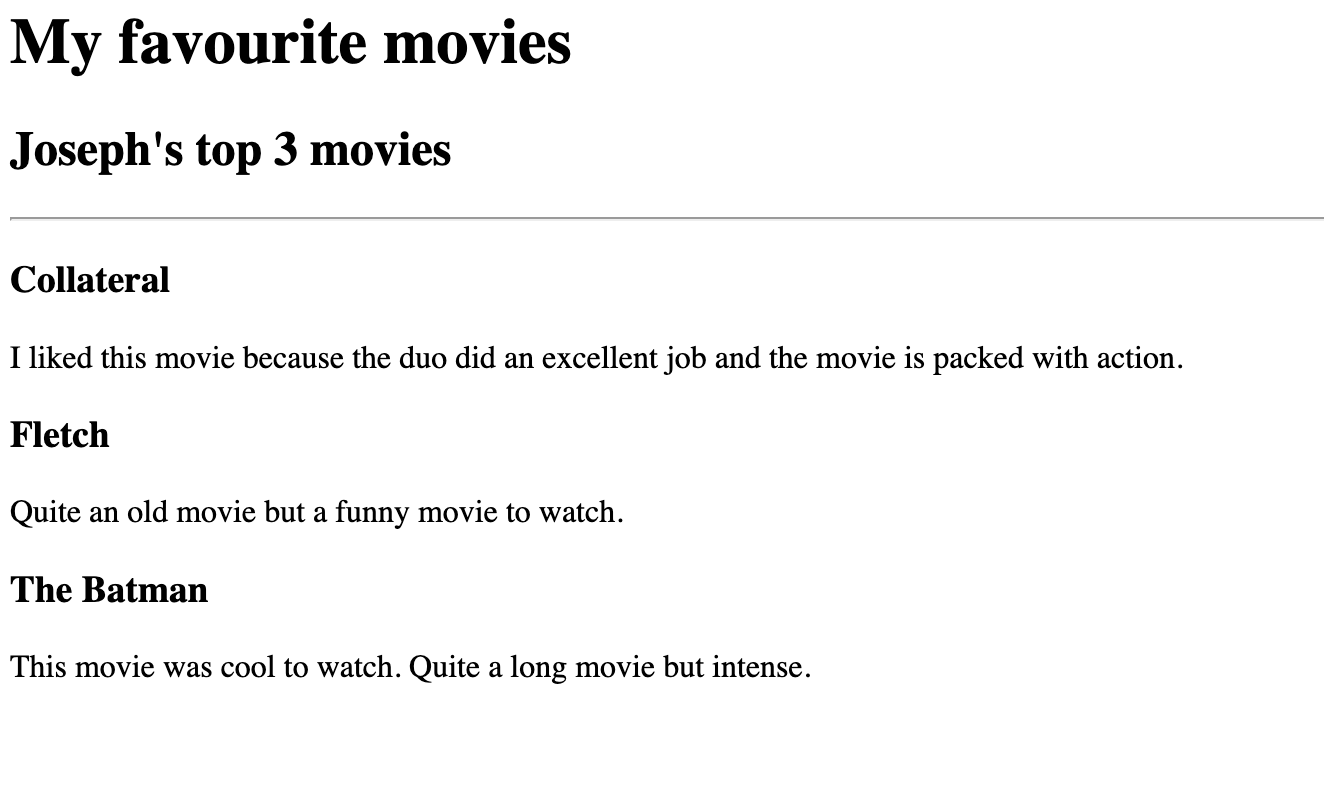 My favourite movies
Joseph's top 3 movies
Collateral
I liked this movie because the duo did an excellent job and the movie is packed with action.
Fletch
Quite an old movie but a funny movie to watch.
The Batman
This movie was cool to watch. Quite a long movie but intense.